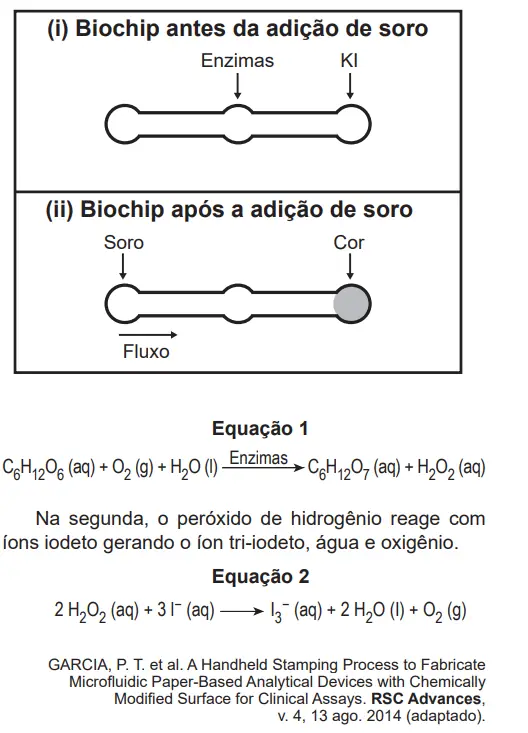 (i) Biochip antes da adição de soro
Enzimas KI
(ii) Biochip após a adição de soro
Soro Cor
Fluxo
Equação 1
C₆H₁₂O₆ (aq) + O₂ (g) + H₂O (l) Enzimas⟶ C₆H₁₂O₇ (aq) + H₂O₂ (aq)
Na segunda, o peróxido de hidrogênio reage com
íons iodeto gerando o íon tri-iodeto, água e oxigênio.
Equação 2
2 H₂O₂ (aq) + 3 I⁻ (aq) ⟶ I₃⁻ (aq) + 2 H₂O (l) + O₂ (g)
GARCIA, P. T. et al. A Handheld Stamping Process to Fabricate
Microfluidic Paper-Based Analytical Devices with Chemically
Modified Surface for Clinical Assays. RSC Advances,
v. 4, 13 ago. 2014 (adaptado).